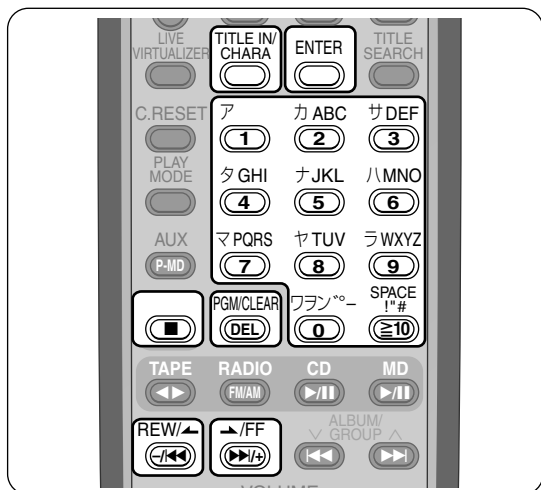 LIVE VIRTUALIZER
TITLE IN/ CHARA
ENTER
TITLE SEARCH
C.RESET
ア
カ ABC
サ DEF
1
2
3
PLAY MODE
タ GHI
ナ JKL
ハ MNO
4
5
6
AUX
マ PQRS
ヤ TUV
ラ WXYZ
P-MD
7
8
9
PGM/CLEAR
ワヲン゛゜ー
SPACE !"#
■
DEL
0
≧10
TAPE
RADIO
CD
MD
◀▶
FM/AM
▶/II
▶/II
REW/
/FF
ALBUM/ ∨ GROUP ∧
−/◀◀
▶▶/+
VOLUME